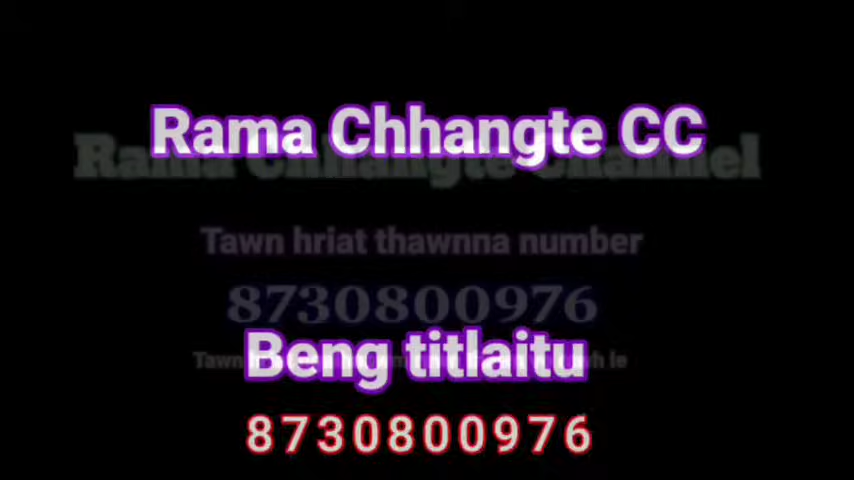 Rama Chhangte CC
Rama Chhangte Channel
Tawn hriat thawnna number
8730800976
Beng titlaitu
8730800976